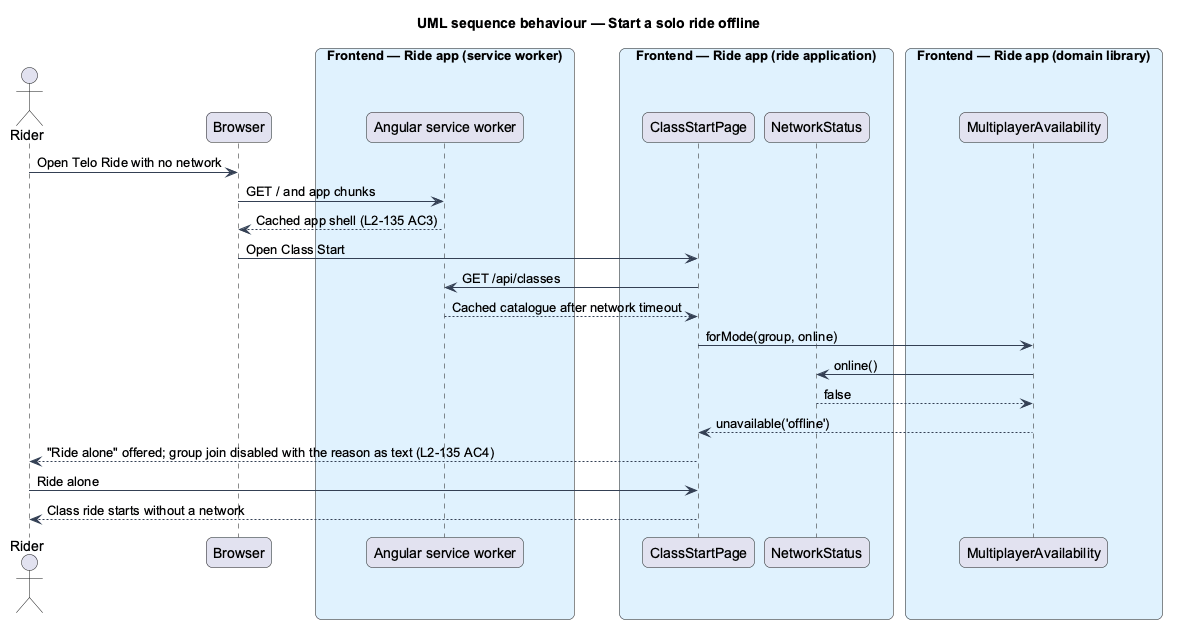 UML sequence behaviour — Start a solo ride offline
Frontend — Ride app (service worker)
Frontend — Ride app (ride application)
Frontend — Ride app (domain library)
Rider
Browser
Angular service worker
ClassStartPage
NetworkStatus
MultiplayerAvailability
Open Telo Ride with no network
GET / and app chunks
Cached app shell (L2-135 AC3)
Open Class Start
GET /api/classes
Cached catalogue after network timeout
forMode(group, online)
online()
false
unavailable('offline')
"Ride alone" offered; group join disabled with the reason as text (L2-135 AC4)
Ride alone
Class ride starts without a network
Rider
Browser
Angular service worker
ClassStartPage
NetworkStatus
MultiplayerAvailability